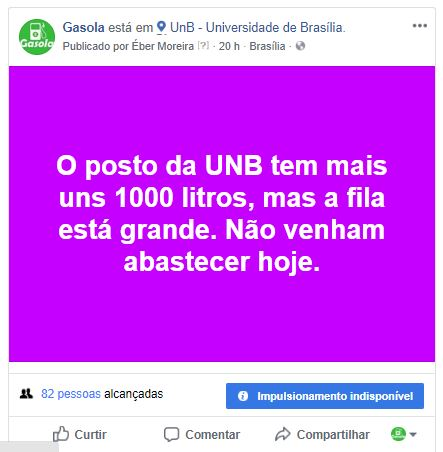 Gasola está em UnB - Universidade de Brasília.
Publicado por Éber Moreira [?] · 20 h · Brasília ·
Gasola
O posto da UNB tem mais
uns 1000 litros, mas a fila
está grande. Não venham
abastecer hoje.
82 pessoas alcançadas
Impulsionamento indisponível
Curtir
Comentar
Compartilhar